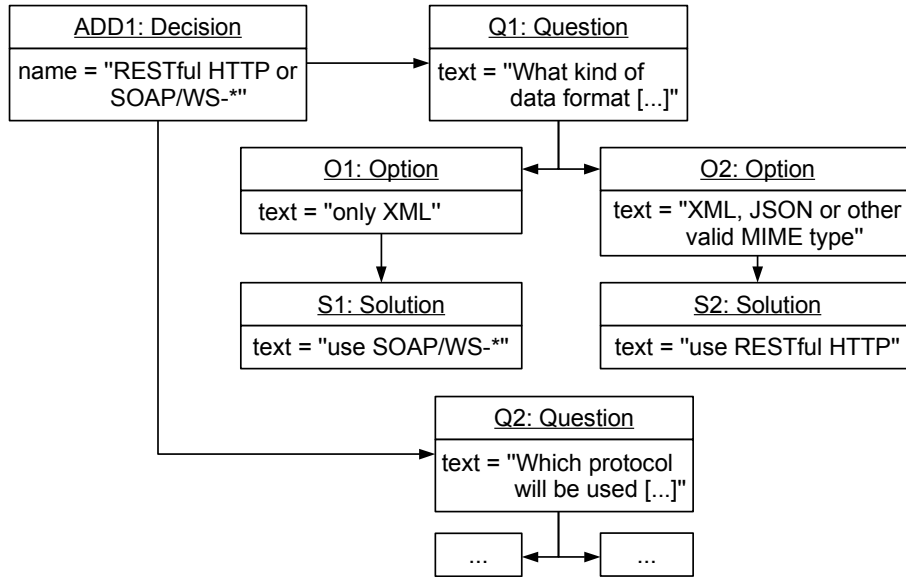 ADD1: Decision
name = "RESTful HTTP or
SOAP/WS-*"
Q1: Question
text = "What kind of
data format [...]"
O1: Option
text = "only XML"
O2: Option
text = "XML, JSON or other
valid MIME type"
S1: Solution
text = "use SOAP/WS-*"
S2: Solution
text = "use RESTful HTTP"
Q2: Question
text = "Which protocol
will be used [...]"
...
...